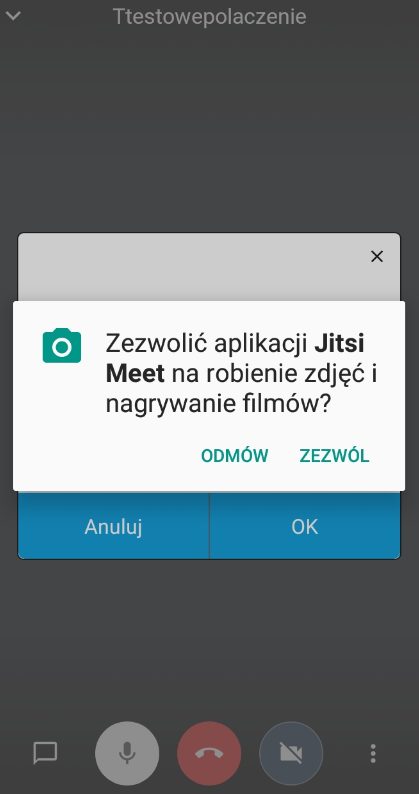 Ttestowepolaczenie
Zezwolić aplikacji Jitsi
Meet na robienie zdjęć i
nagrywanie filmów?
ODMÓW ZEZWÓL
Anuluj OK